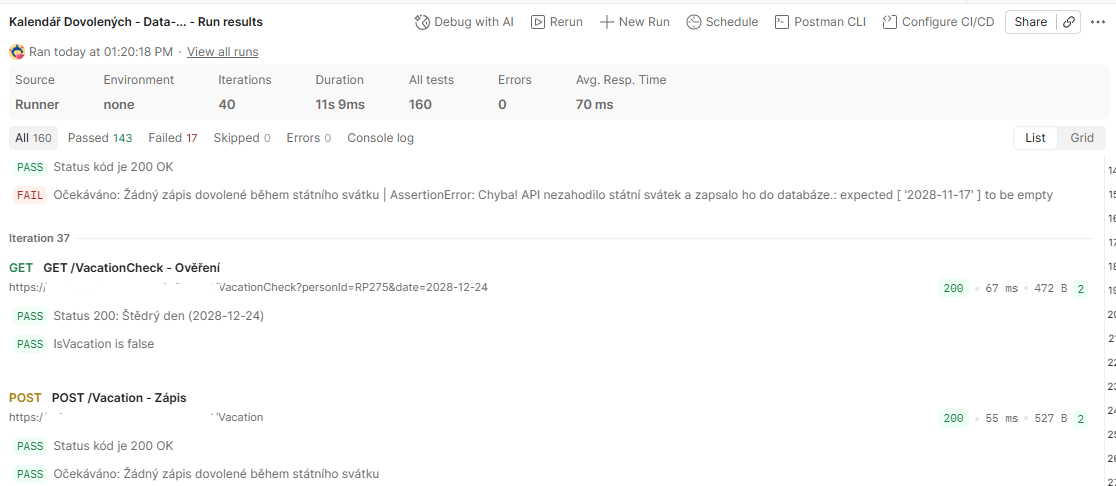 Kalendář Dovolených - Data-... - Run results
Debug with AI Rerun New Run Schedule Postman CLI Configure CI/CD Share
Ran today at 01:20:18 PM · View all runs
Source Environment Iterations Duration All tests Errors Avg. Resp. Time
Runner none 40 11s 9ms 160 0 70 ms
All 160 Passed 143 Failed 17 Skipped 0 Errors 0 Console log List Grid
PASS Status kód je 200 OK
FAIL Očekáváno: Žádný zápis dovolené během státního svátku | AssertionError: Chyba! API nezahodilo státní svátek a zapsalo ho do databáze.: expected [ '2028-11-17' ] to be empty
Iteration 37
GET GET /VacationCheck - Ověření
https:/ VacationCheck?personId=RP275&date=2028-12-24 200 67 ms 472 B 2
PASS Status 200: Štědrý den (2028-12-24)
PASS IsVacation is false
POST POST /Vacation - Zápis
https:/ /Vacation 200 55 ms 527 B 2
PASS Status kód je 200 OK
PASS Očekáváno: Žádný zápis dovolené během státního svátku